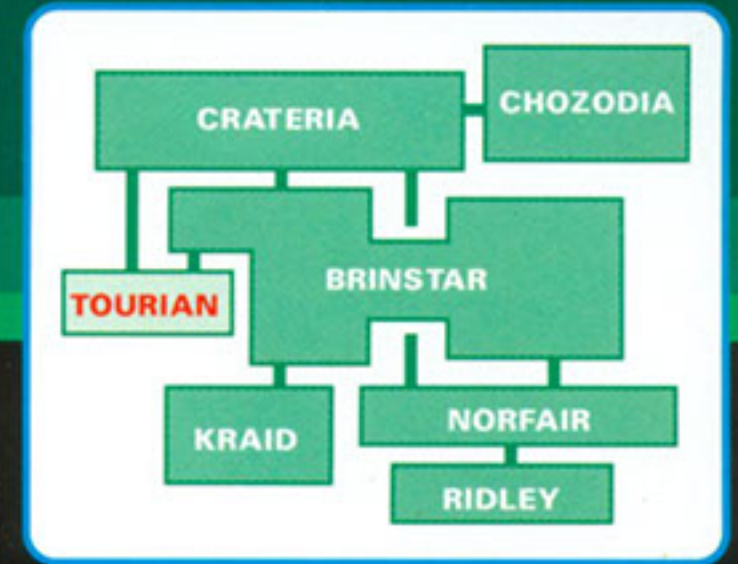 CHOZODIA
CRATERIA
BRINSTAR
TOURIAN
NORFAIR
KRAID
RIDLEY